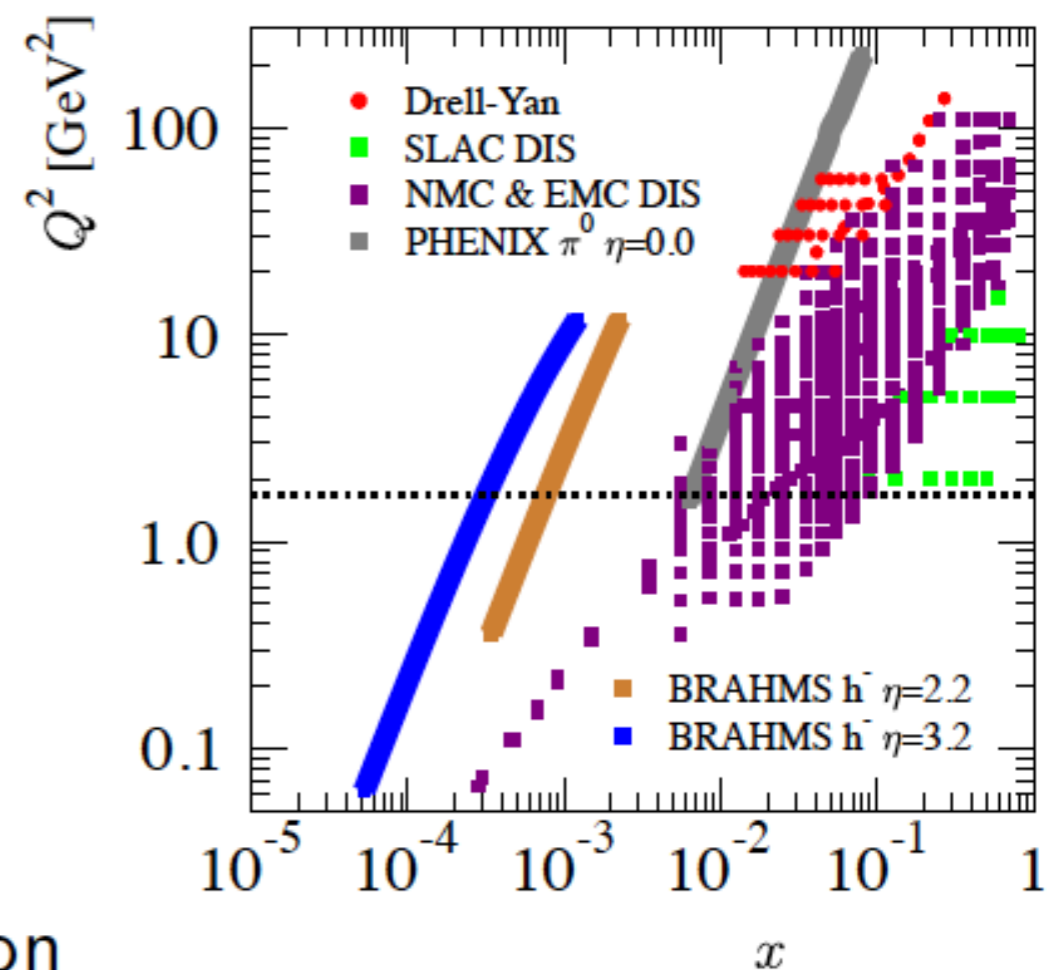 Q² [GeV²]
100
10
1.0
0.1
Drell-Yan
SLAC DIS
NMC & EMC DIS
PHENIX π⁰ η=0.0
BRAHMS h⁻ η=2.2
BRAHMS h⁻ η=3.2
10⁻⁵ 10⁻⁴ 10⁻³ 10⁻² 10⁻¹ 1
x
on